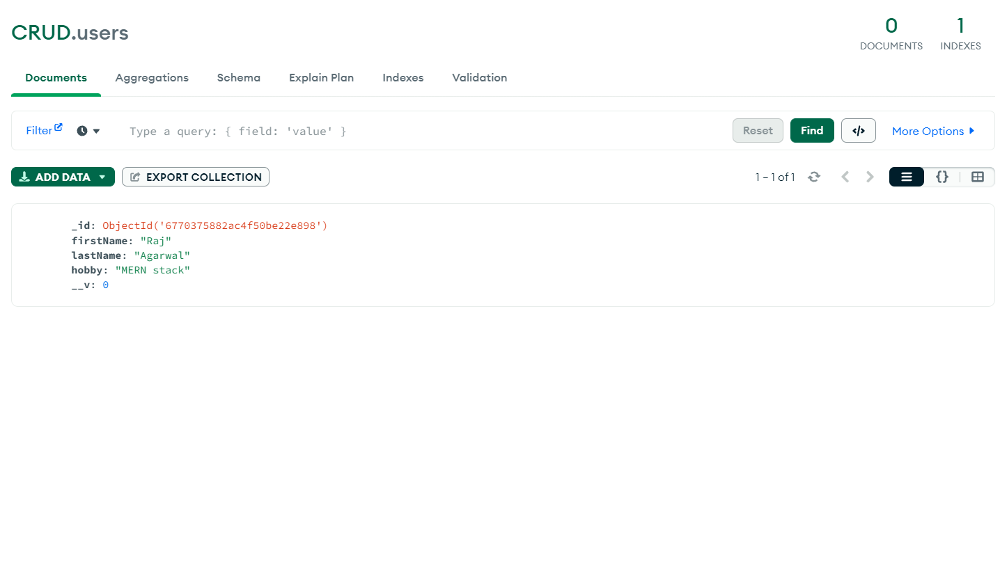 CRUD.users
0
DOCUMENTS
1
INDEXES
Documents Aggregations Schema Explain Plan Indexes Validation
Filter Type a query: { field: 'value' } Reset Find </> More Options
ADD DATA EXPORT COLLECTION 1 – 1 of 1 {}
_id: ObjectId('6770375882ac4f50be22e898')
firstName: "Raj"
lastName: "Agarwal"
hobby: "MERN stack"
__v: 0